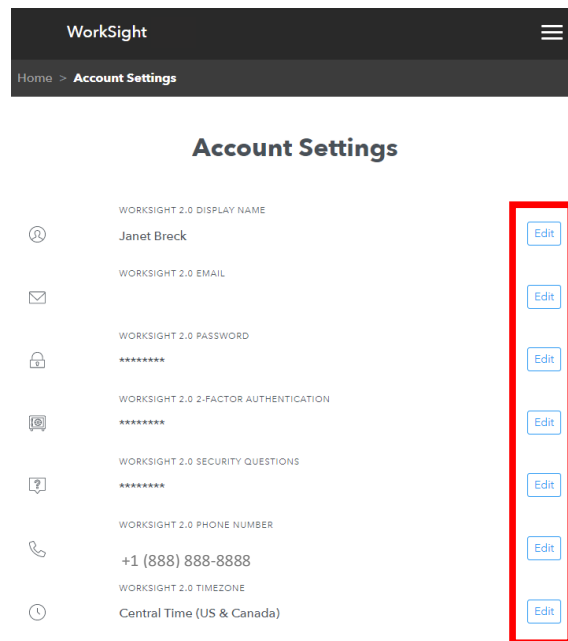 WorkSight
Home > Account Settings
Account Settings
WORKSIGHT 2.0 DISPLAY NAME
Janet Breck
Edit
WORKSIGHT 2.0 EMAIL
Edit
WORKSIGHT 2.0 PASSWORD
********
Edit
WORKSIGHT 2.0 2-FACTOR AUTHENTICATION
********
Edit
WORKSIGHT 2.0 SECURITY QUESTIONS
********
Edit
WORKSIGHT 2.0 PHONE NUMBER
+1 (888) 888-8888
Edit
WORKSIGHT 2.0 TIMEZONE
Central Time (US & Canada)
Edit